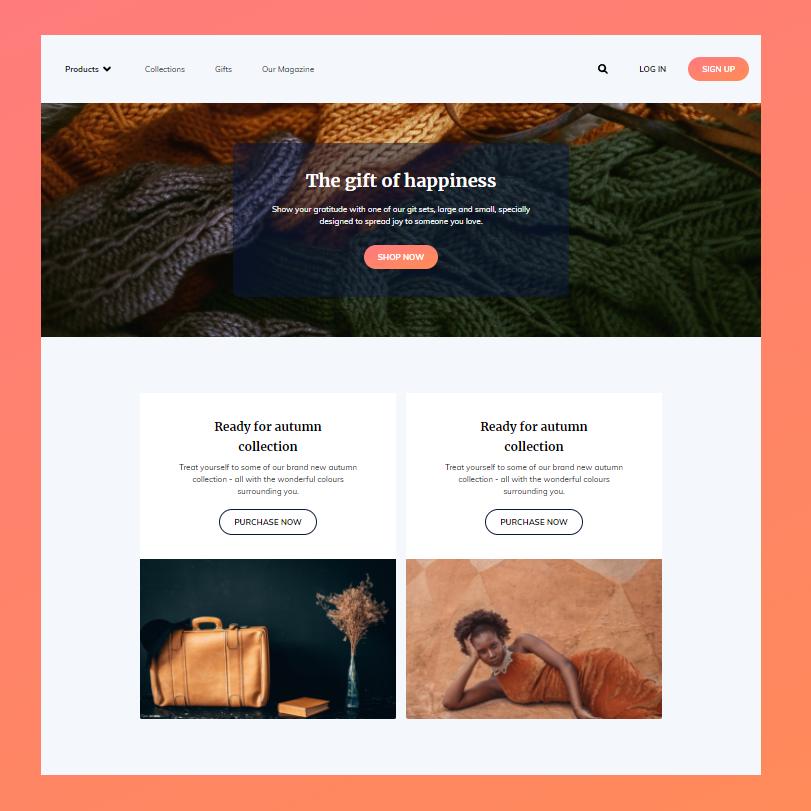 Products Collections Gifts Our Magazine LOG IN SIGN UP
The gift of happiness
Show your gratitude with one of our git sets, large and small, specially
designed to spread joy to someone you love.
SHOP NOW
Ready for autumn
collection
Treat yourself to some of our brand new autumn
collection - all with the wonderful colours
surrounding you.
PURCHASE NOW
Ready for autumn
collection
Treat yourself to some of our brand new autumn
collection - all with the wonderful colours
surrounding you.
PURCHASE NOW